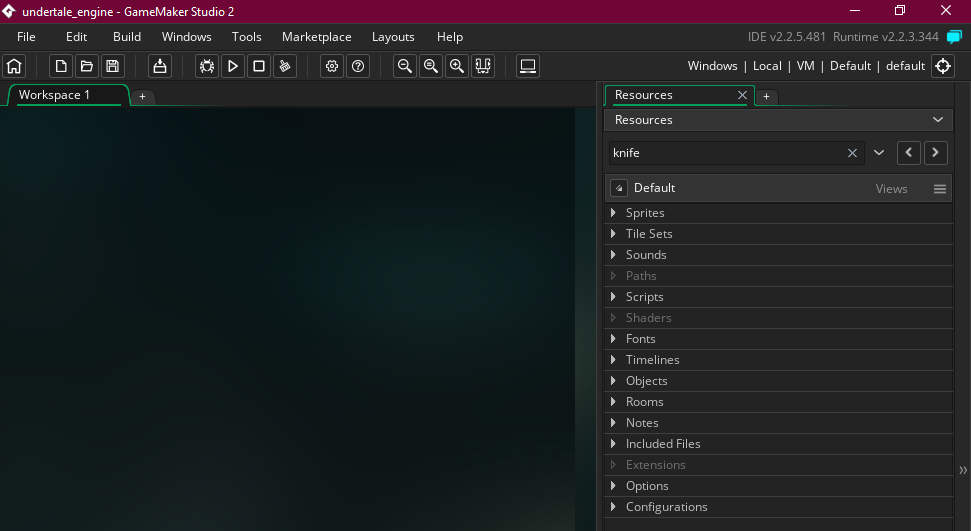 undertale_engine - GameMaker Studio 2
File Edit Build Windows Tools Marketplace Layouts Help IDE v2.2.5.481 Runtime v2.2.3.344
Windows | Local | VM | Default | default
Workspace 1 +
Resources +
Resources
knife
Default Views
Sprites
Tile Sets
Sounds
Paths
Scripts
Shaders
Fonts
Timelines
Objects
Rooms
Notes
Included Files
Extensions
Options
Configurations